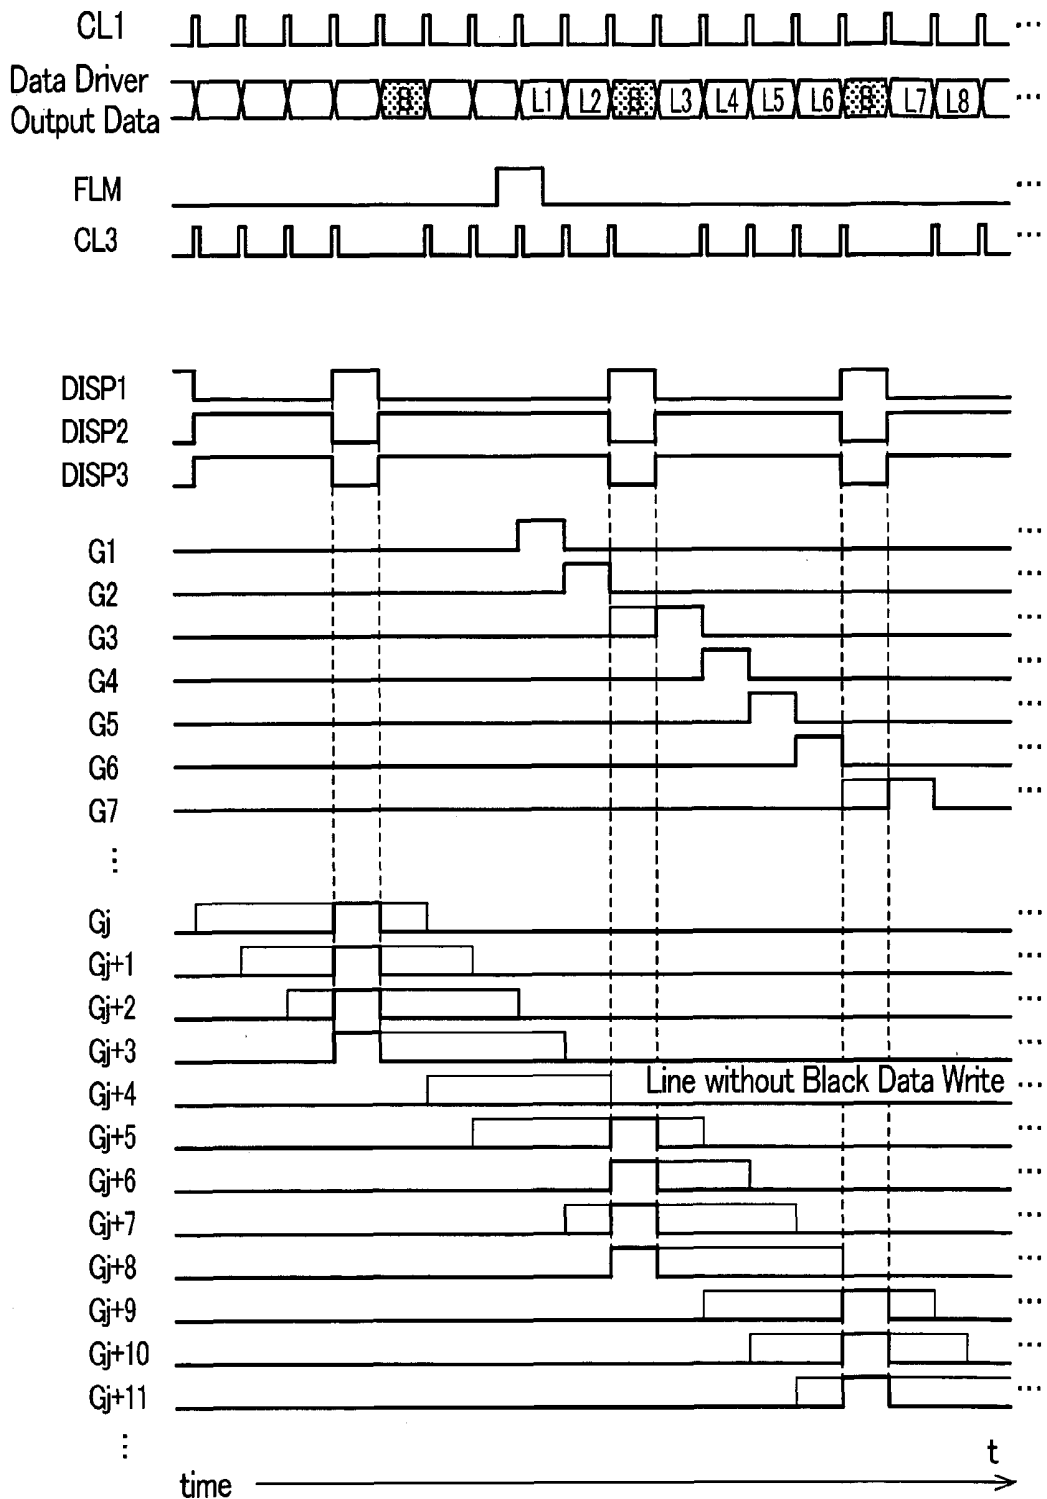 CL1 ...
Data Driver
Output Data B L1 L2 B L3 L4 L5 L6 B L7 L8 ...
FLM ...
CL3 ...
DISP1
DISP2
DISP3
G1 ...
G2 ...
G3 ...
G4 ...
G5 ...
G6 ...
G7 ...
⋮
Gj ...
Gj+1 ...
Gj+2 ...
Gj+3 ...
Line without Black Data Write
Gj+4 ...
Gj+5 ...
Gj+6 ...
Gj+7 ...
Gj+8 ...
Gj+9 ...
Gj+10 ...
Gj+11 ...
⋮
t
time